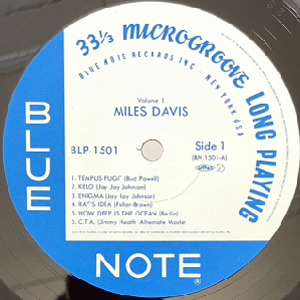 33⅓ MICROGROOVE LONG PLAYING
BLUE NOTE RECORDS INC · NEW YORK USA
Volume 1
MILES DAVIS
BLP 1501
Side 1
(BN 1501-A)
1. TEMPUS FUGIT (Bud Powell)
2. KELO (Jay Jay Johnson)
3. ENIGMA (Jay Jay Johnson)
4. RAY'S IDEA (Fuller-Brown)
5. HOW DEEP IS THE OCEAN (Berlin)
6. C.T.A. (Jimmy Heath) Alternate Master
BLUE
NOTE
®